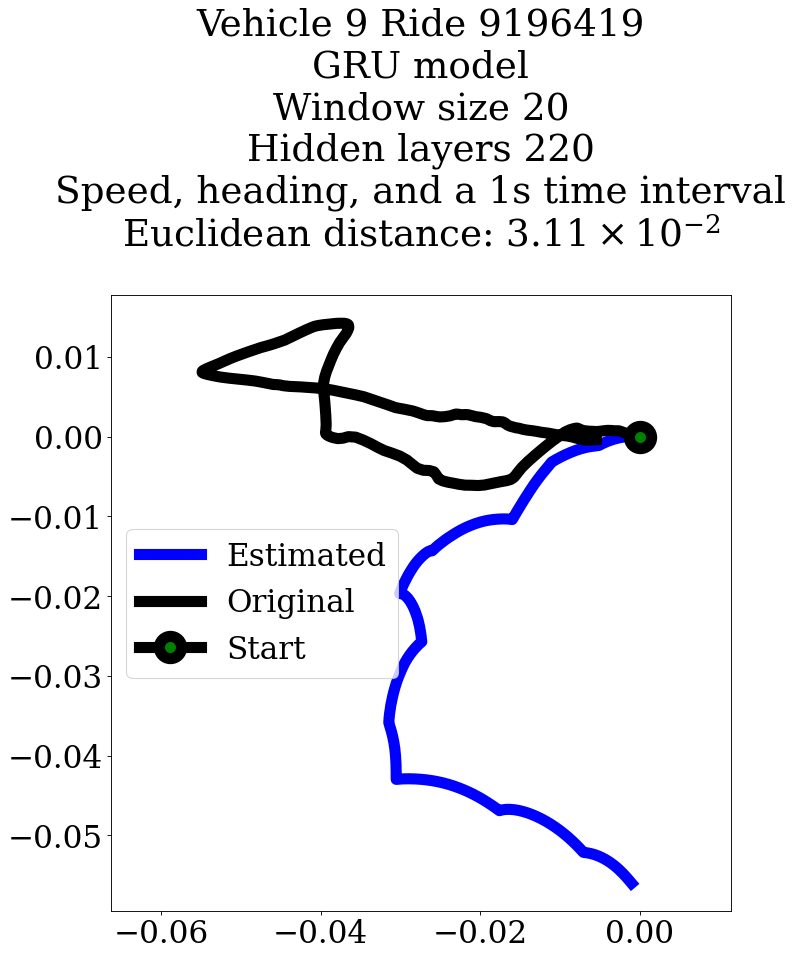 Vehicle 9 Ride 9196419
GRU model
Window size 20
Hidden layers 220
Speed, heading, and a 1s time interval
Euclidean distance: 3.11 × 10⁻²
0.01
0.00
−0.01
−0.02
−0.03
−0.04
−0.05
Estimated
Original
Start
−0.06
−0.04
−0.02
0.00